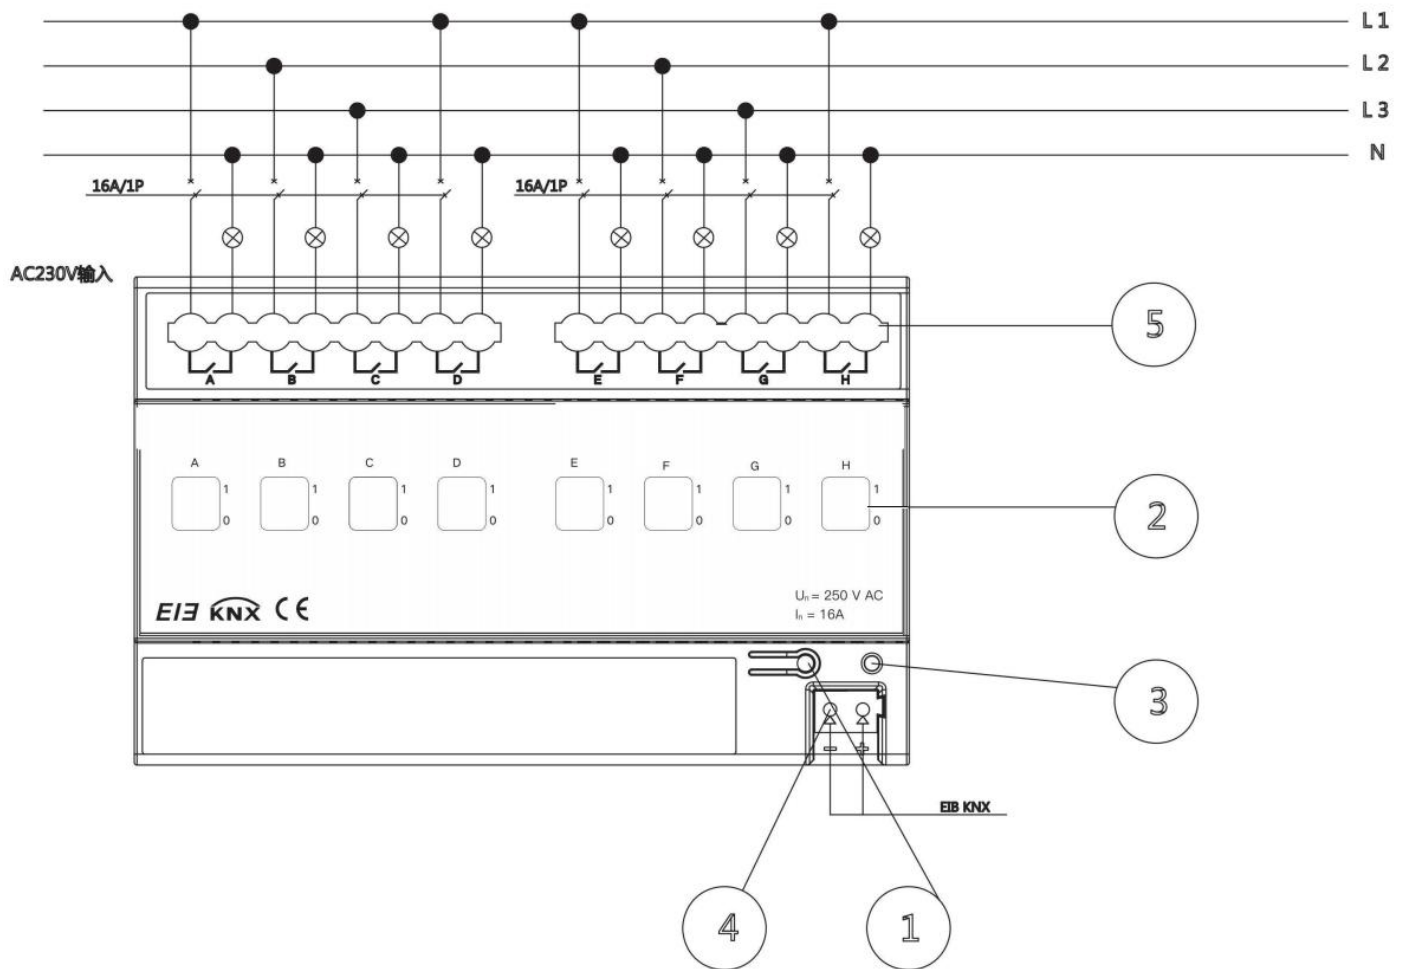 L1
L2
L3
N
16A/1P 16A/1P
AC230V输入
5
A B C D E F G H
A B C D E F G H
1 1 1 1 1 1 1 1
0 0 0 0 0 0 0 0
2
EIB KNX CE
Uₙ = 250 V AC
Iₙ = 16A
3
− +
EIB KNX
4 1